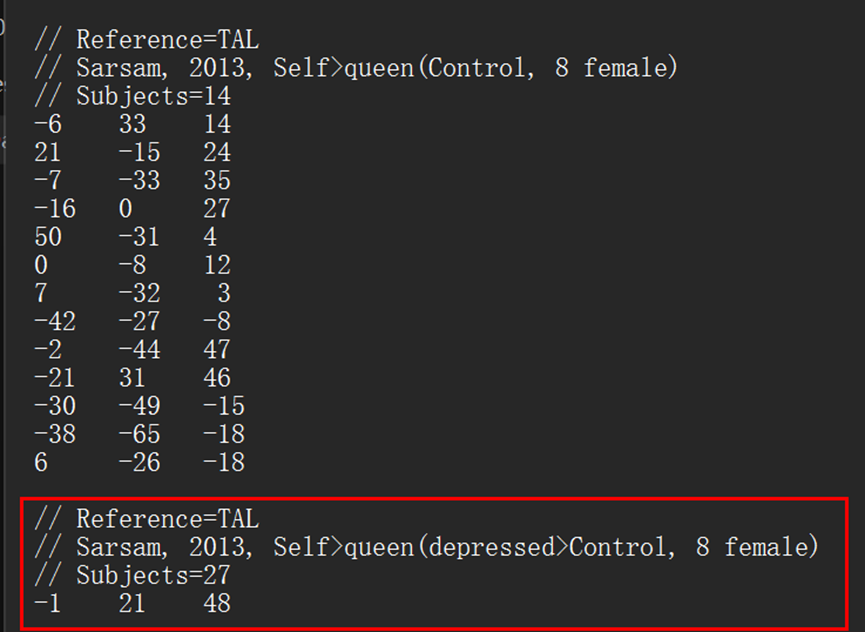 // Reference=TAL
// Sarsam, 2013, Self>queen(Control, 8 female)
// Subjects=14
-6 33 14
21 -15 24
-7 -33 35
-16 0 27
50 -31 4
0 -8 12
7 -32 3
-42 -27 -8
-2 -44 47
-21 31 46
-30 -49 -15
-38 -65 -18
6 -26 -18
// Reference=TAL
// Sarsam, 2013, Self>queen(depressed>Control, 8 female)
// Subjects=27
-1 21 48